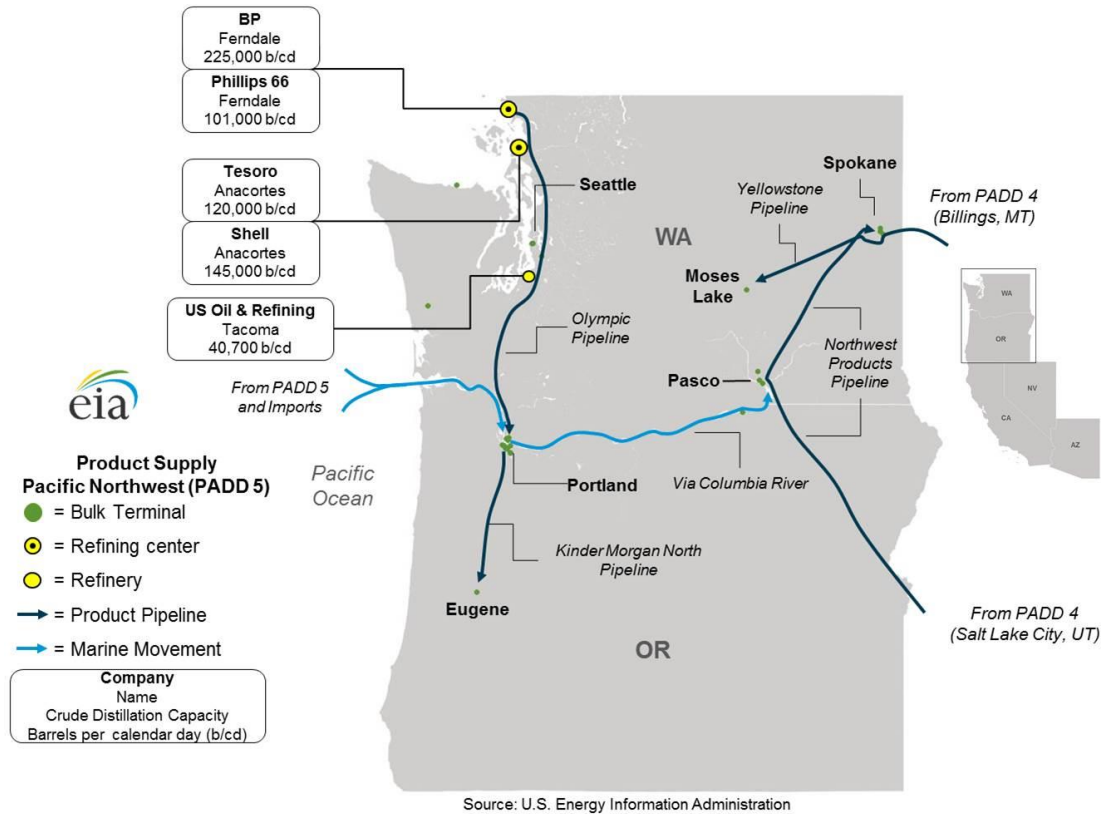 BP
Ferndale
225,000 b/cd
Phillips 66
Ferndale
101,000 b/cd
Tesoro
Anacortes
120,000 b/cd
Shell
Anacortes
145,000 b/cd
US Oil & Refining
Tacoma
40,700 b/cd
Seattle
WA
Spokane
Yellowstone
Pipeline
From PADD 4
(Billings, MT)
Moses
Lake
Olympic
Pipeline
Northwest
Products
Pipeline
Pasco
From PADD 5
and Imports
WA
OR
NV
CA
AZ
eia
Pacific
Ocean
Portland
Via Columbia River
Kinder Morgan North
Pipeline
Eugene
OR
From PADD 4
(Salt Lake City, UT)
Product Supply
Pacific Northwest (PADD 5)
= Bulk Terminal
= Refining center
= Refinery
= Product Pipeline
= Marine Movement
Company
Name
Crude Distillation Capacity
Barrels per calendar day (b/cd)
Source: U.S. Energy Information Administration